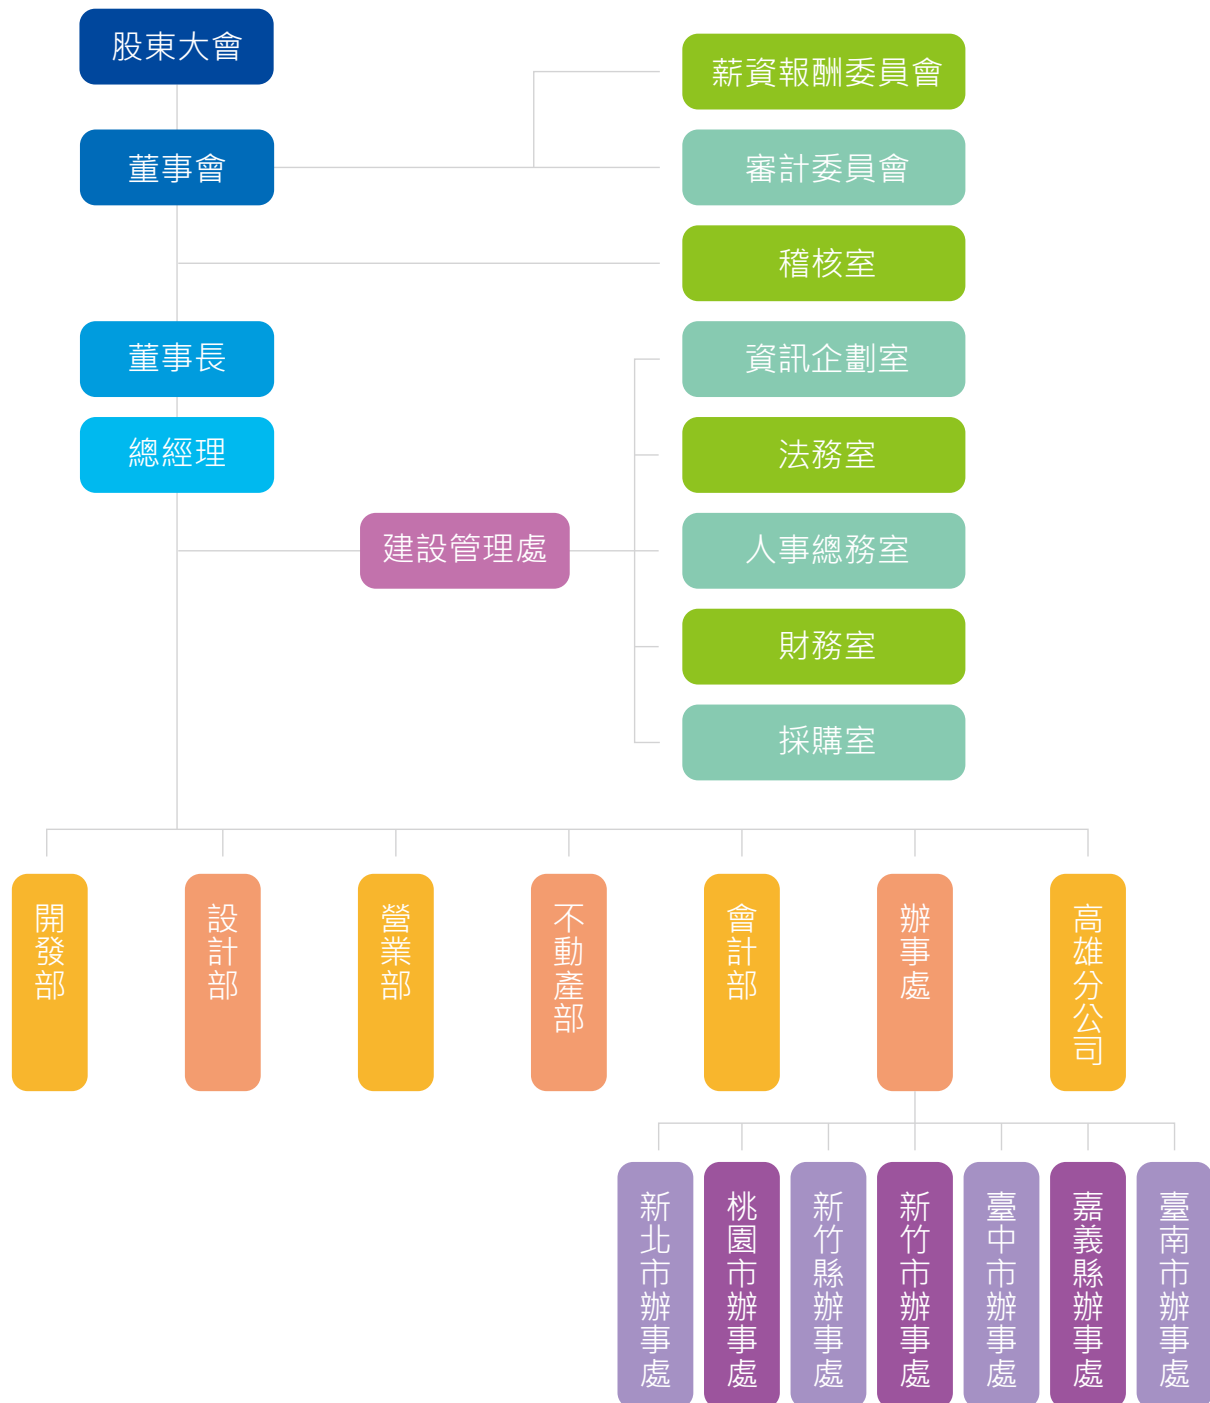 股東大會
薪資報酬委員會
董事會
審計委員會
稽核室
董事長
資訊企劃室
總經理
法務室
建設管理處
人事總務室
財務室
採購室
開發部
設計部
營業部
不動產部
會計部
辦事處
高雄分公司
新北市辦事處
桃園市辦事處
新竹縣辦事處
新竹市辦事處
臺中市辦事處
嘉義縣辦事處
臺南市辦事處